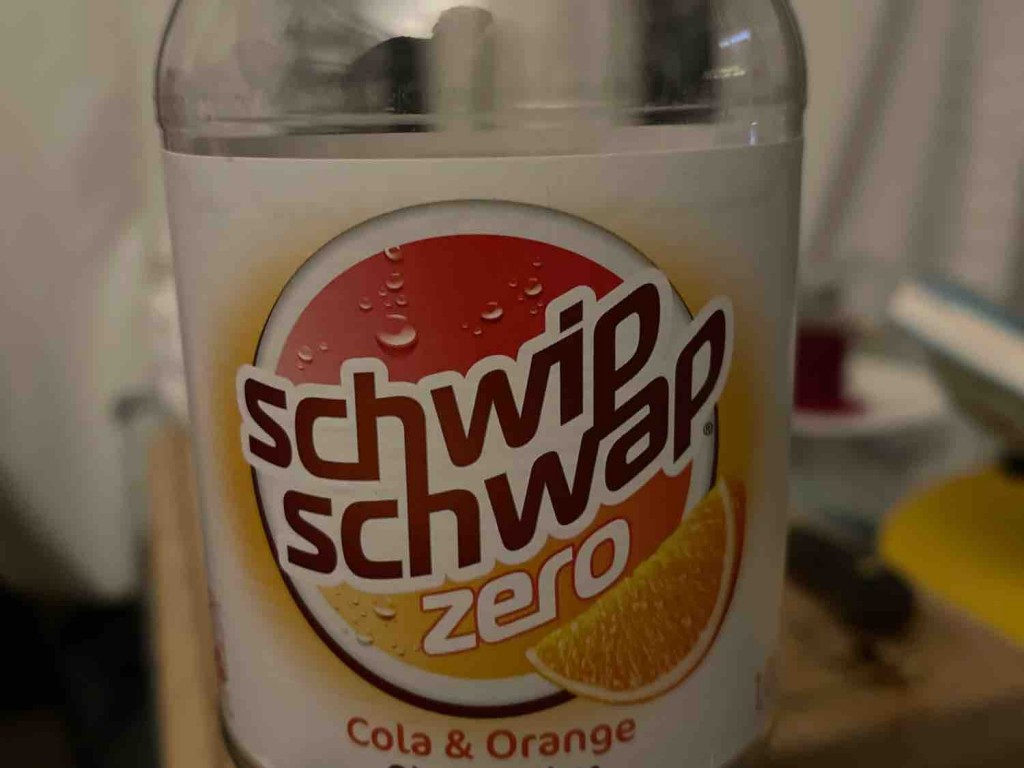 schwip
schwap®
zero
Cola & Orange